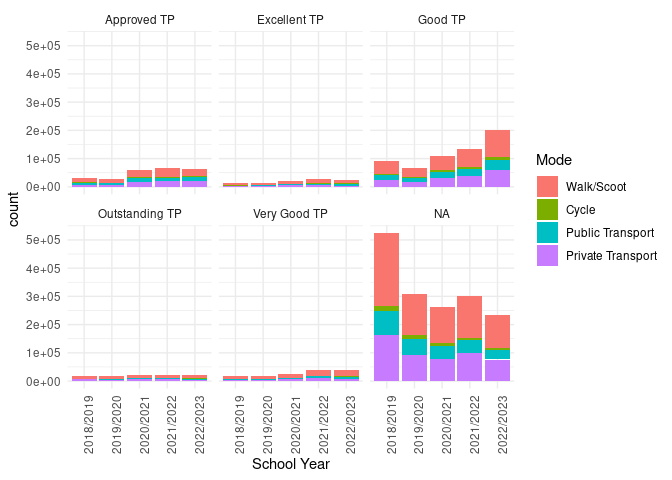 Approved TP
Excellent TP
Good TP
5e+05
4e+05
3e+05
2e+05
1e+05
0e+00
Outstanding TP
Very Good TP
NA
5e+05
4e+05
3e+05
2e+05
1e+05
0e+00
2018/2019
2019/2020
2020/2021
2021/2022
2022/2023
2018/2019
2019/2020
2020/2021
2021/2022
2022/2023
2018/2019
2019/2020
2020/2021
2021/2022
2022/2023
School Year
count
Mode
Walk/Scoot
Cycle
Public Transport
Private Transport